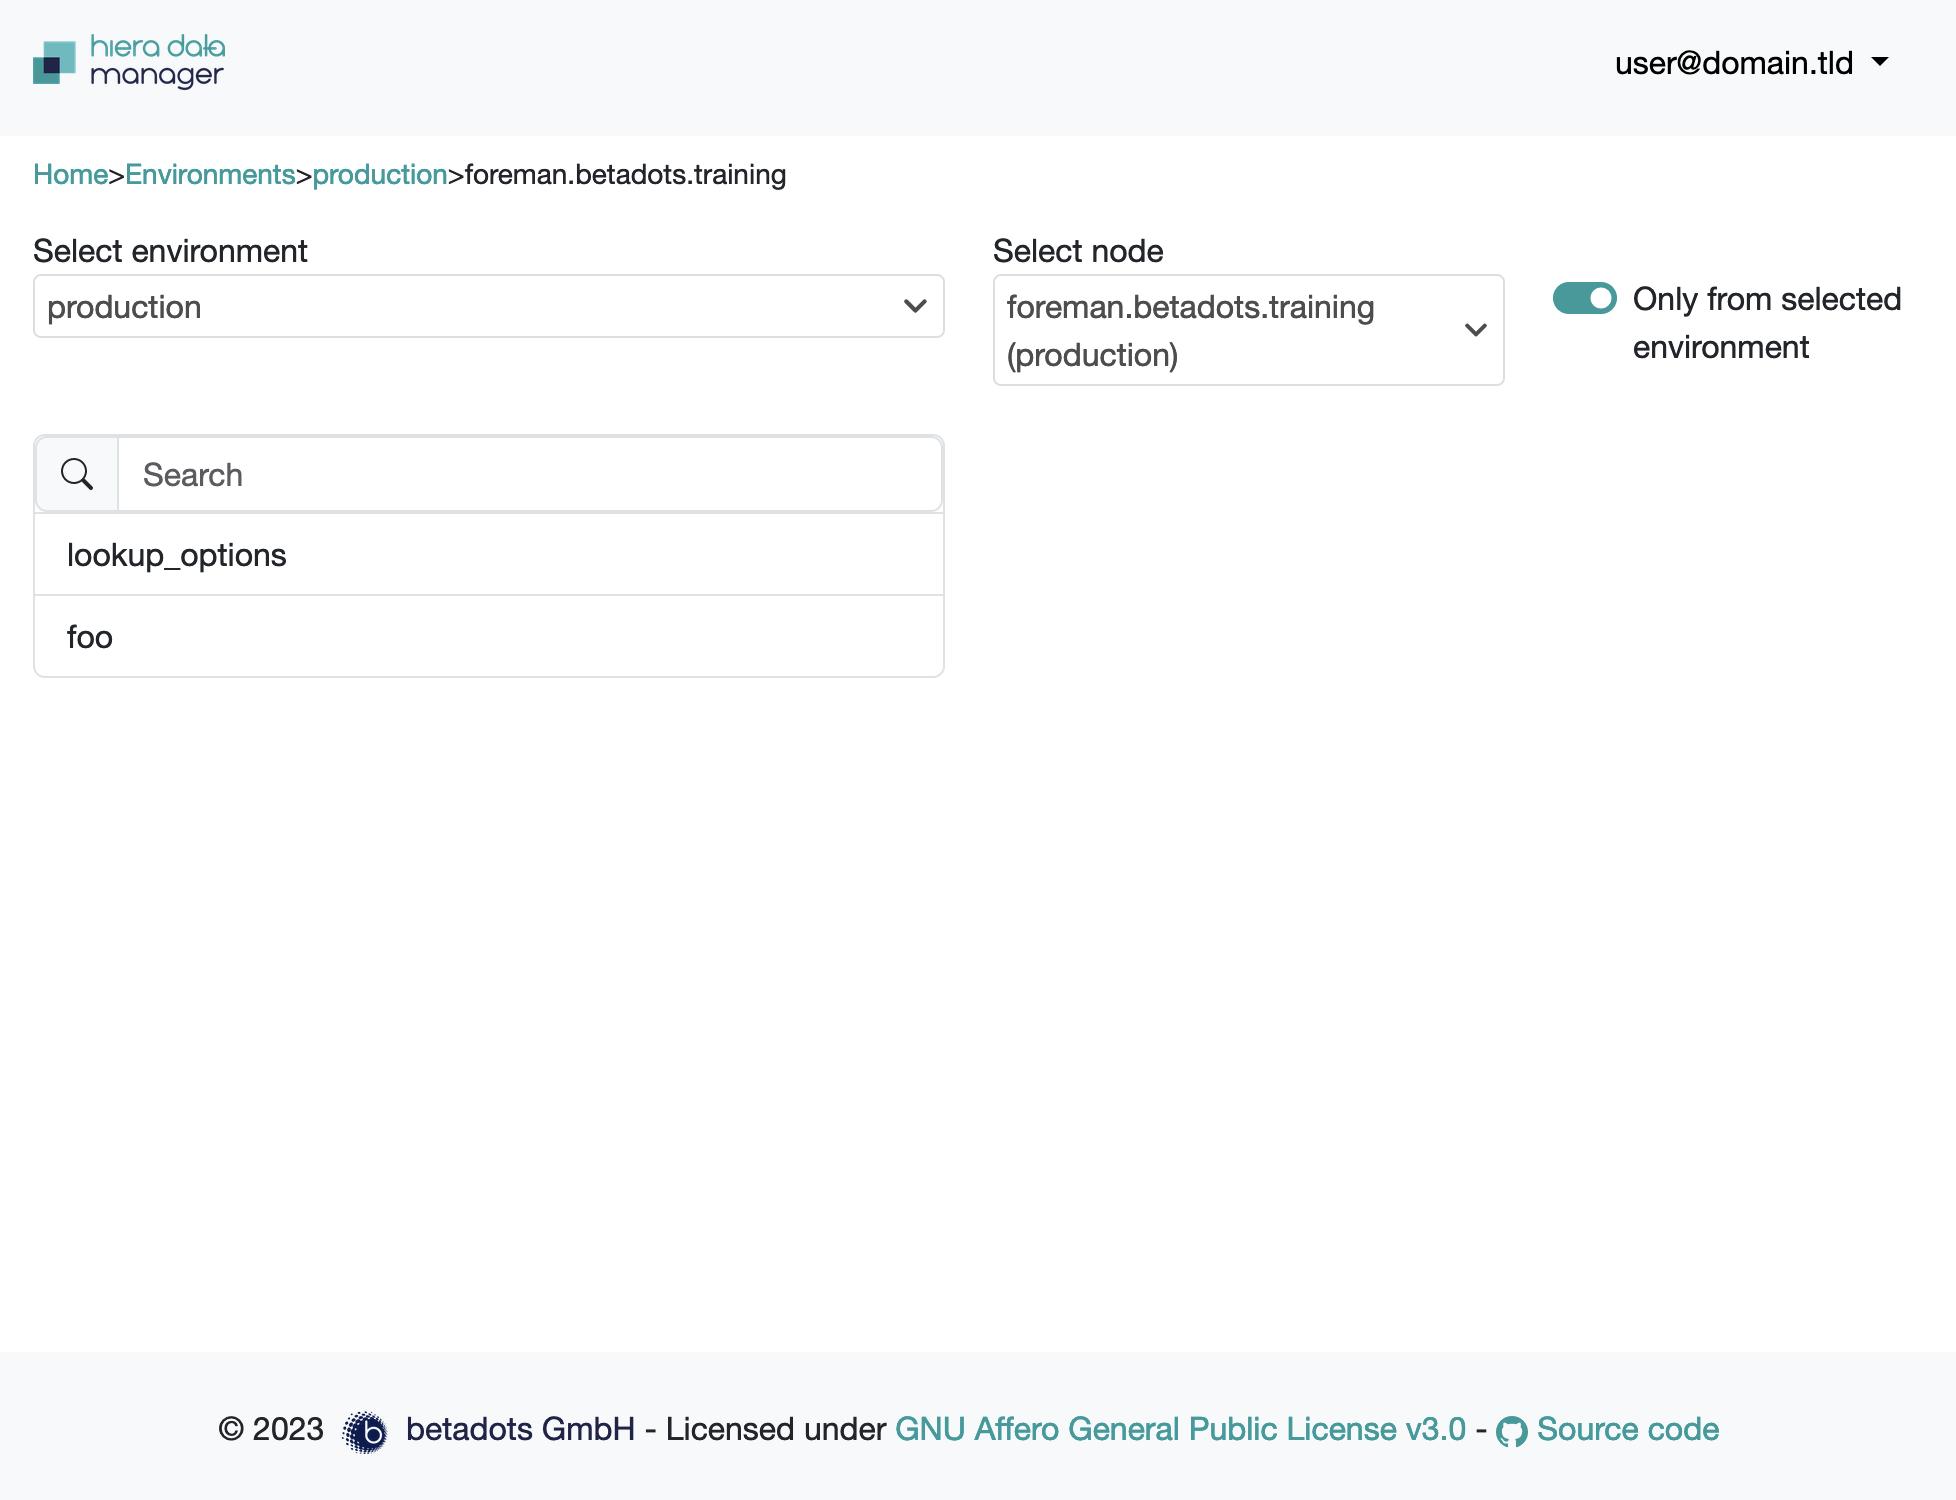 hiera data
manager
user@domain.tld
Home>Environments>production>foreman.betadots.training
Select environment
production
Select node
foreman.betadots.training
(production)
Only from selected
environment
Search
lookup_options
foo
© 2023 b betadots GmbH - Licensed under GNU Affero General Public License v3.0 - Source code